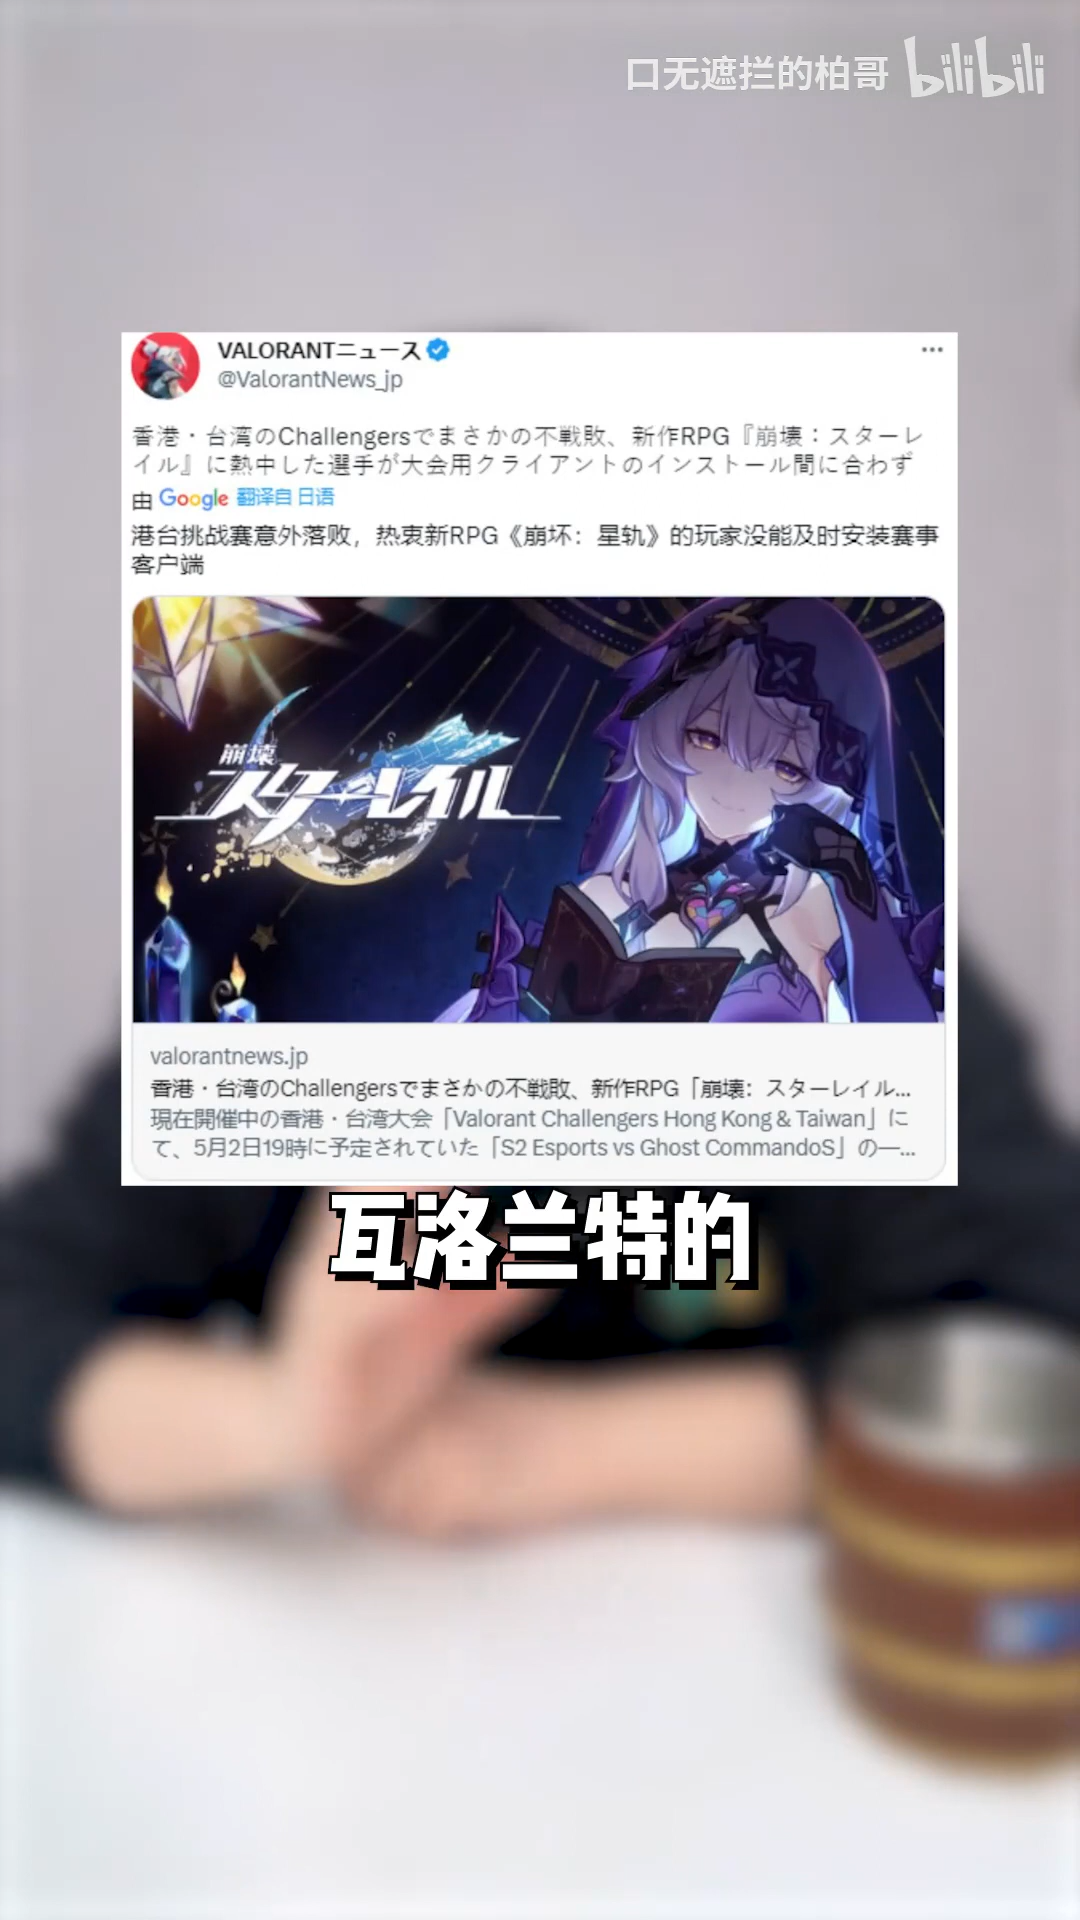 口无遮拦的柏哥 bilibili
VALORANTニュース
@ValorantNews_jp
香港・台湾のChallengersでまさかの不戦敗、新作RPG『崩壊：スターレ
イル』に熱中した選手が大会用クライアントのインストール間に合わず
由 Google 翻译自 日语
港台挑战赛意外落败，热衷新RPG《崩坏：星轨》的玩家没能及时安装赛事
客户端
崩壊
スターレイル
valorantnews.jp
香港・台湾のChallengersでまさかの不戦敗、新作RPG「崩壊：スターレイル...
現在開催中の香港・台湾大会「Valorant Challengers Hong Kong & Taiwan」に
て、5月2日19時に予定されていた「S2 Esports vs Ghost CommandoS」の一...
瓦洛兰特的